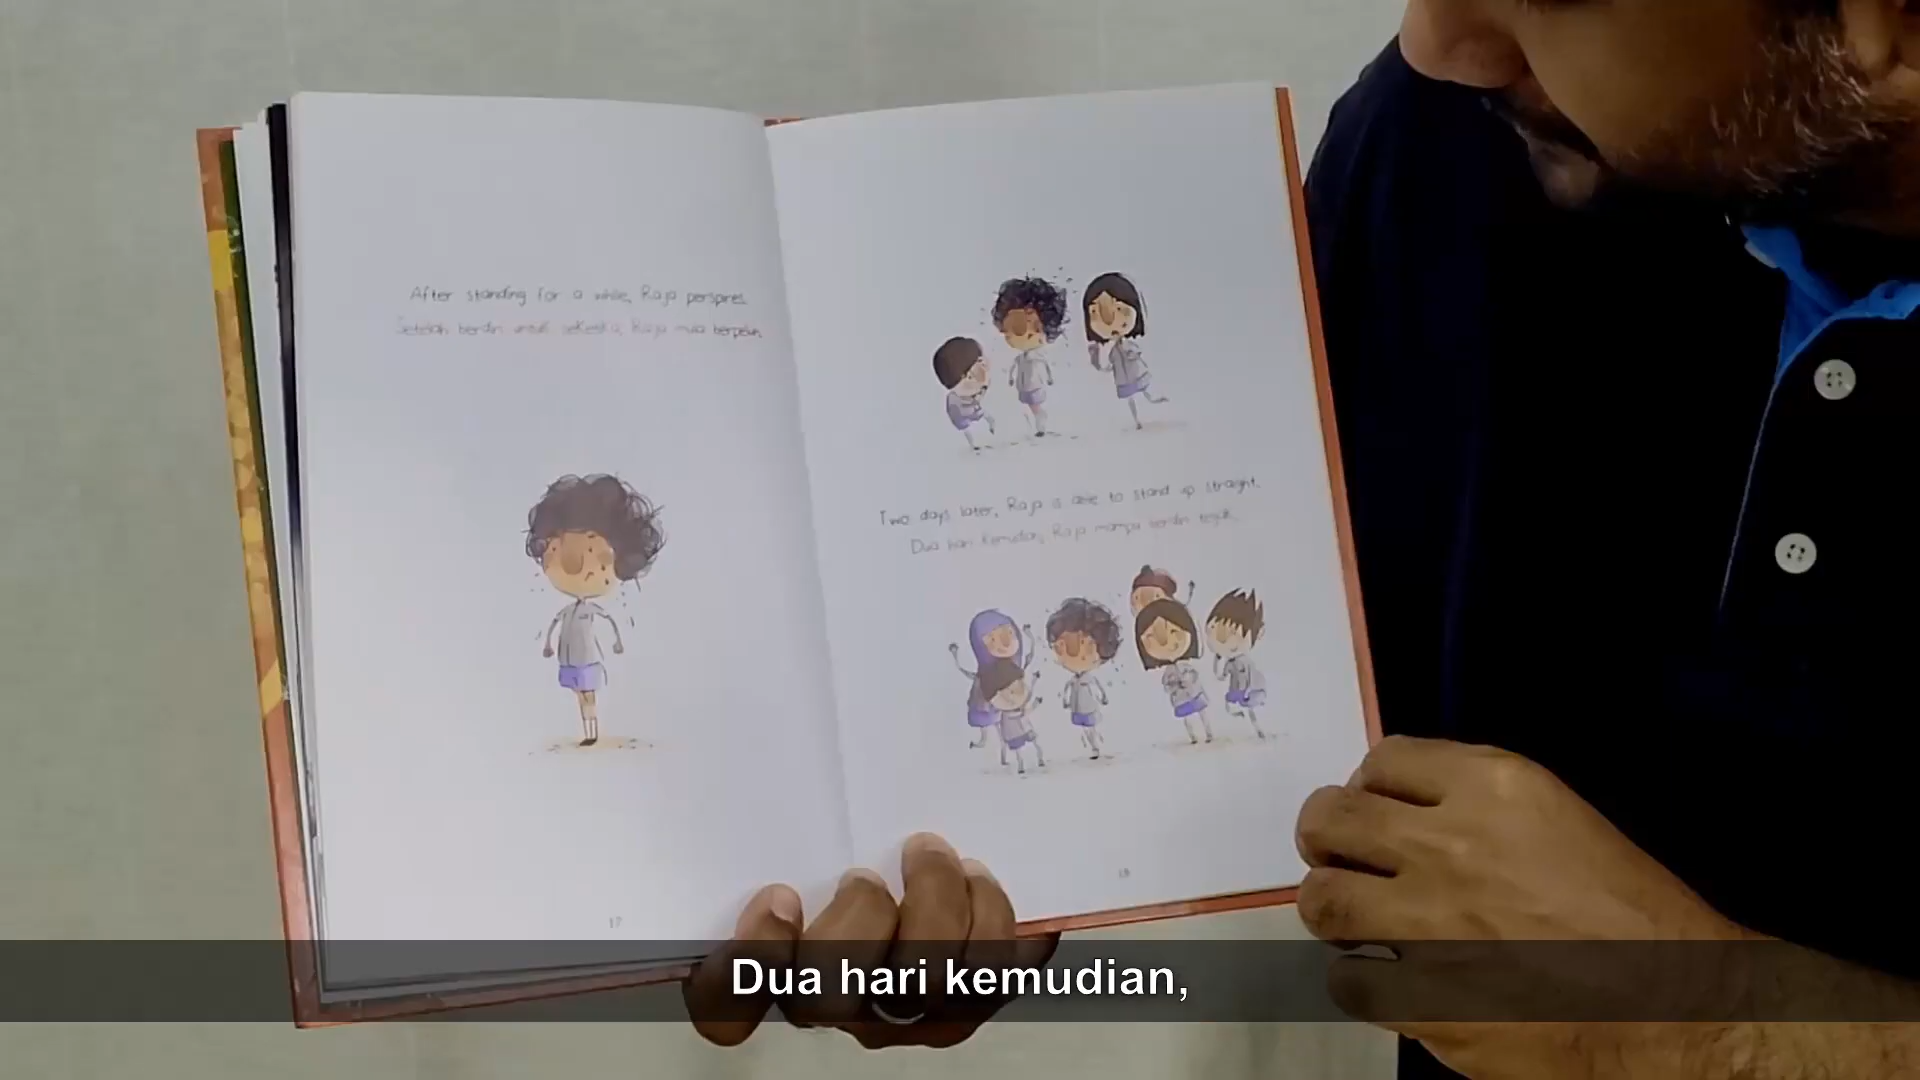 After standing for a while, Raja perspires.
Setelah berdiri untuk seketika, Raja mula berpeluh.
17
Two days later, Raja is able to stand up straight.
Dua hari kemudian, Raja mampu berdiri tegak.
18
Dua hari kemudian,